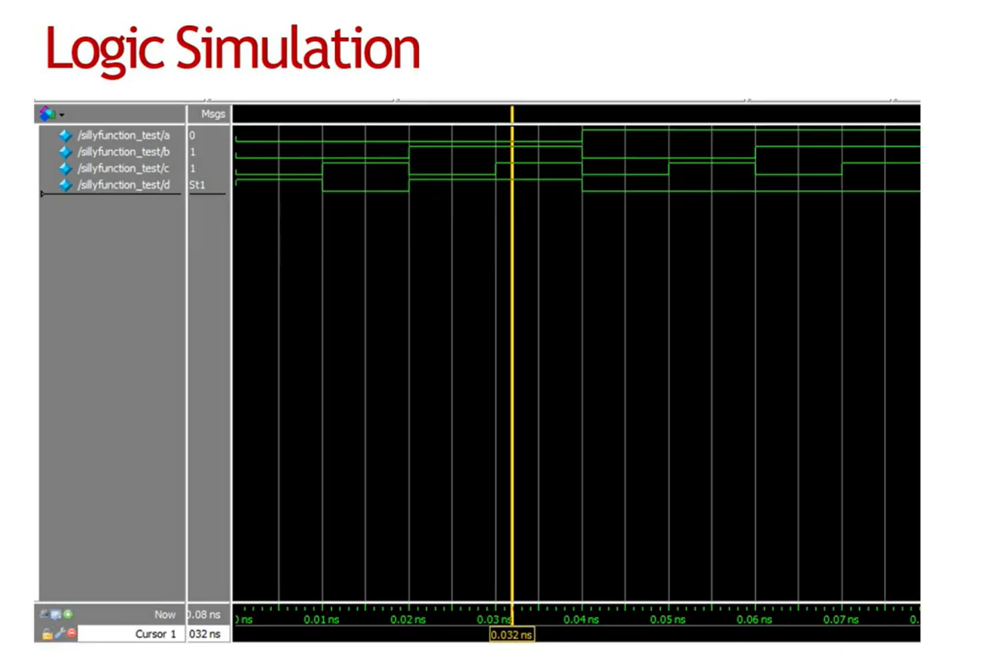 Logic Simulation
Msgs
/sillyfunction_test/a 0
/sillyfunction_test/b 1
/sillyfunction_test/c 1
/sillyfunction_test/d St1
Now 0.08 ns
ns 0.01 ns 0.02 ns 0.03 ns 0.04 ns 0.05 ns 0.06 ns 0.07 ns 0.
Cursor 1 032 ns 0.032 ns